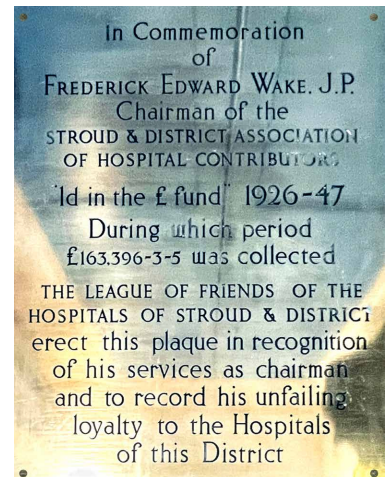 In Commemoration
of
FREDERICK EDWARD WAKE. J.P.
Chairman of the
STROUD & DISTRICT ASSOCIATION
OF HOSPITAL CONTRIBUTORS
"1d in the £ fund" 1926-47
During which period
£163,396-3-5 was collected
THE LEAGUE OF FRIENDS OF THE
HOSPITALS OF STROUD & DISTRICT
erect this plaque in recognition
of his services as chairman
and to record his unfailing
loyalty to the Hospitals
of this District